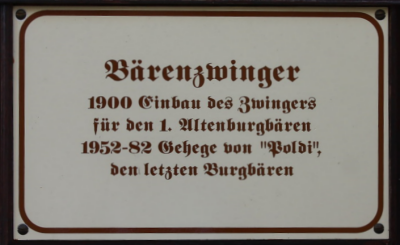 Bärenzwinger
1900 Einbau des Zwingers
für den 1. Altenburgbären
1952-82 Gehege von "Poldi",
den letzten Burgbären